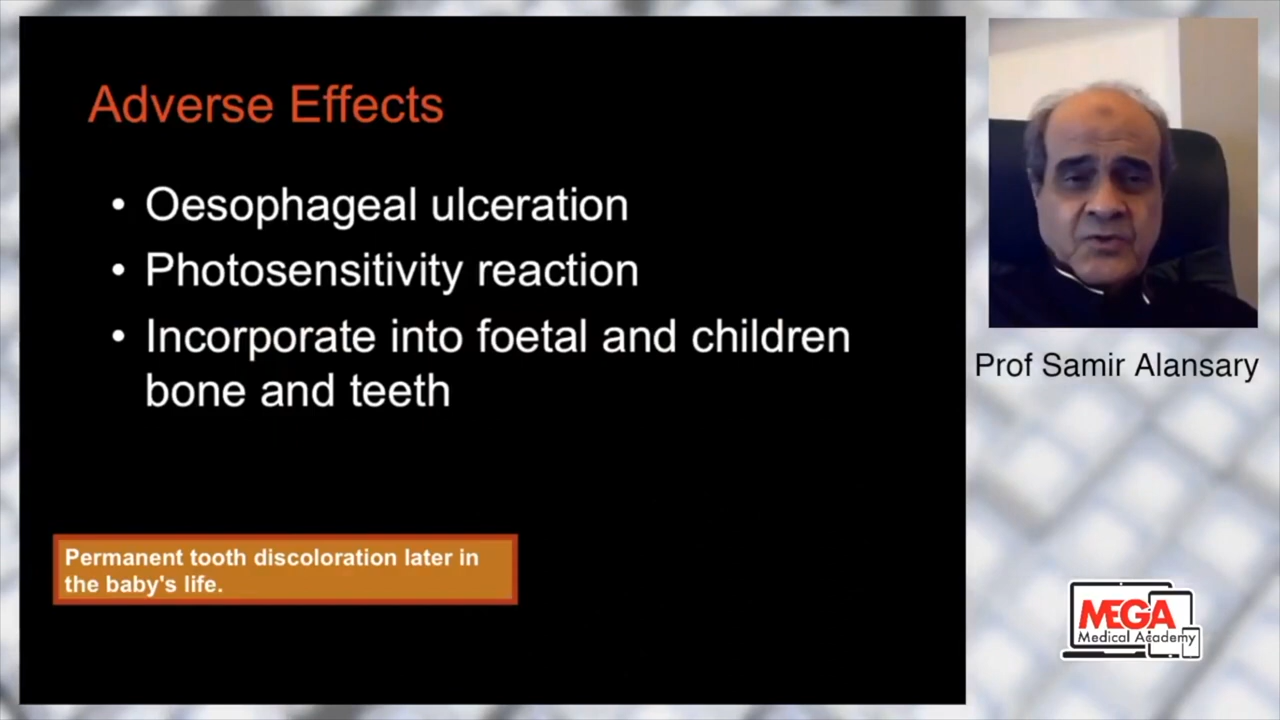 Adverse Effects
• Oesophageal ulceration
• Photosensitivity reaction
• Incorporate into foetal and children
bone and teeth
Permanent tooth discoloration later in
the baby's life.
Prof Samir Alansary
MEGA
Medical Academy